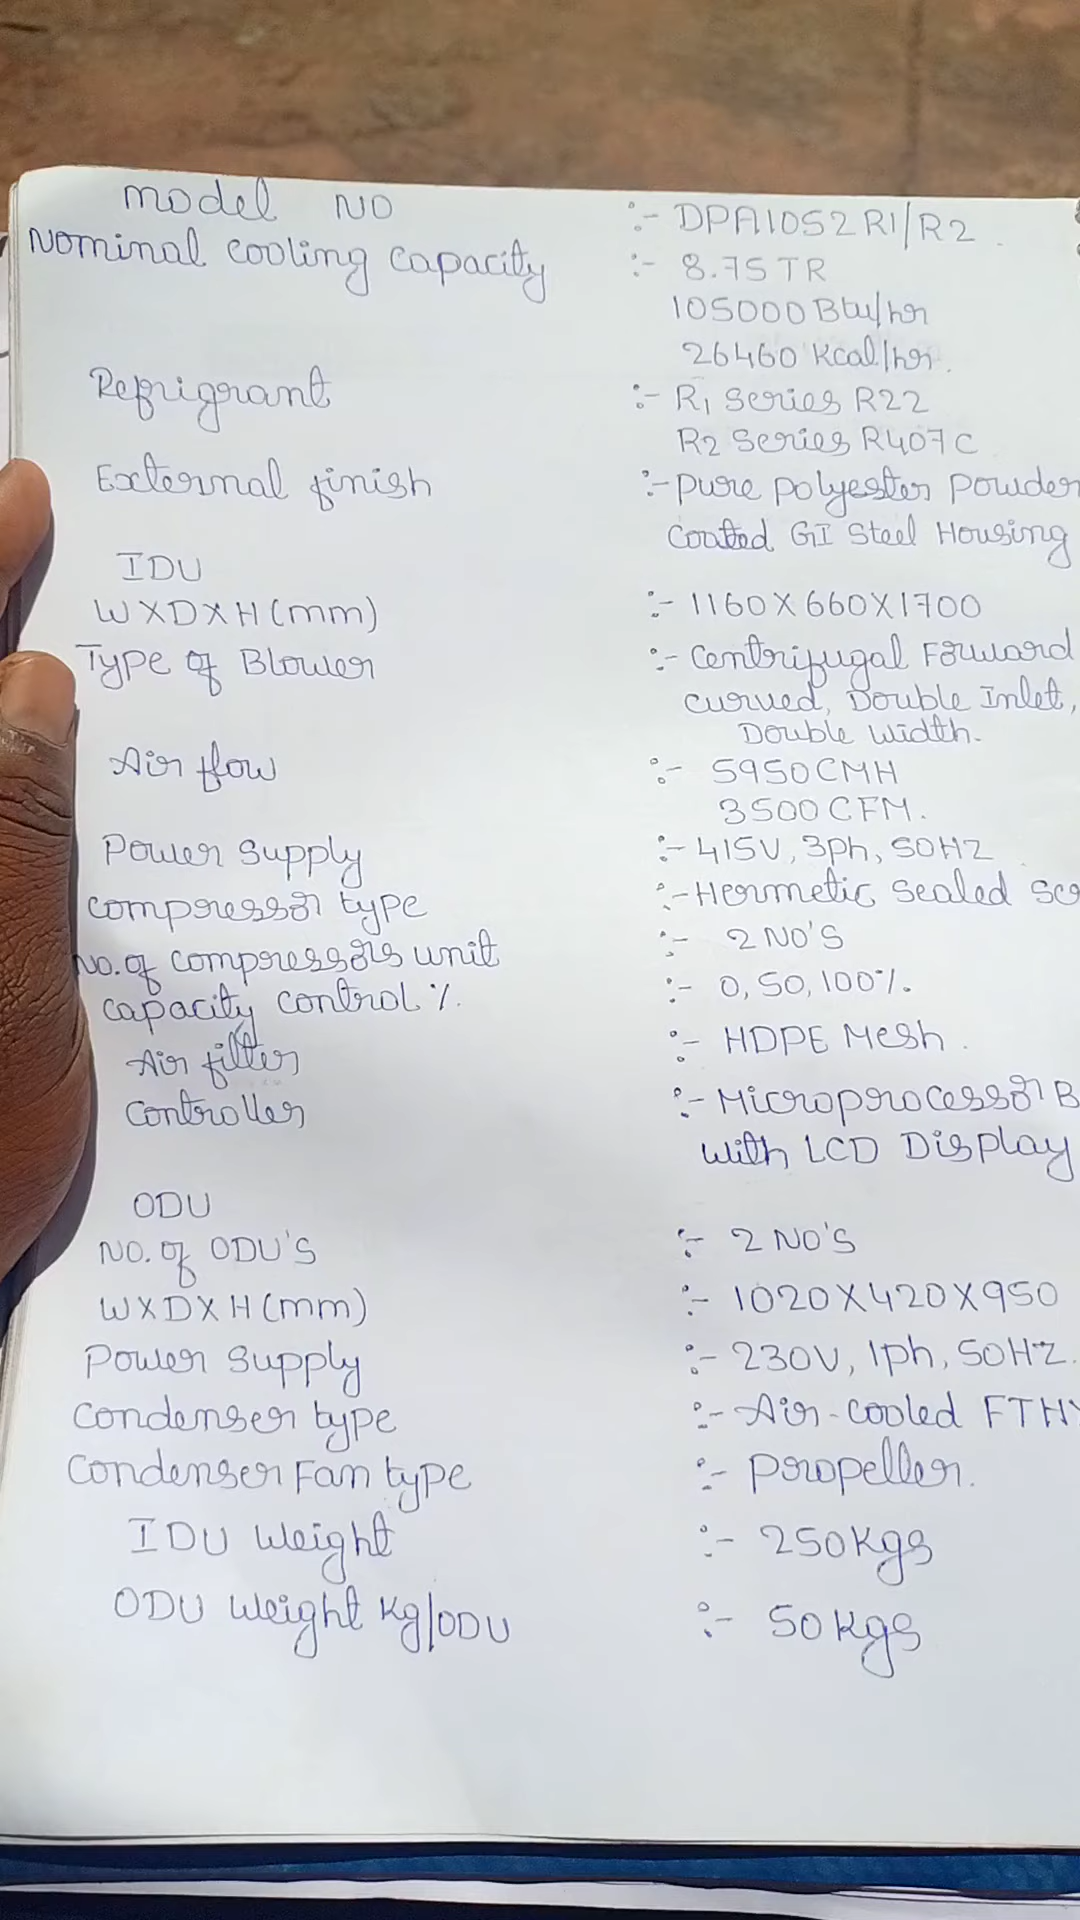 model NO :- DPA1052R1/R2
Nominal cooling capacity :- 8.75TR
105000 Btu/hr
26460 Kcal/hr.
Refrigrant :- R1 Series R22
R2 Series R407C
External finish :- pure polyester powder
coated GI Steel Housing
IDU
WXDXH(mm) :- 1160X660X1700
Type of Blower :- Centrifugal Forward
curved, Double Inlet,
Double width.
Air flow :- 5950CMH
3500CFM.
Power supply :- 415V, 3ph, 50HZ
compressor type :- Hermetic sealed
No. of compressors unit :- 2 NO'S
capacity control % :- 0, 50, 100%.
Air filter :- HDPE Mesh.
Controller :- Microprocessor B
with LCD Display
ODU
NO. of ODU'S :- 2 NO'S
WXDXH(mm) :- 1020X420X950
Power supply :- 230V, 1ph, 50HZ.
Condenser type :- Air-cooled
Condenser Fan type :- Propeller.
IDU Weight :- 250kgs
ODU weight kg/ODU :- 50kgs